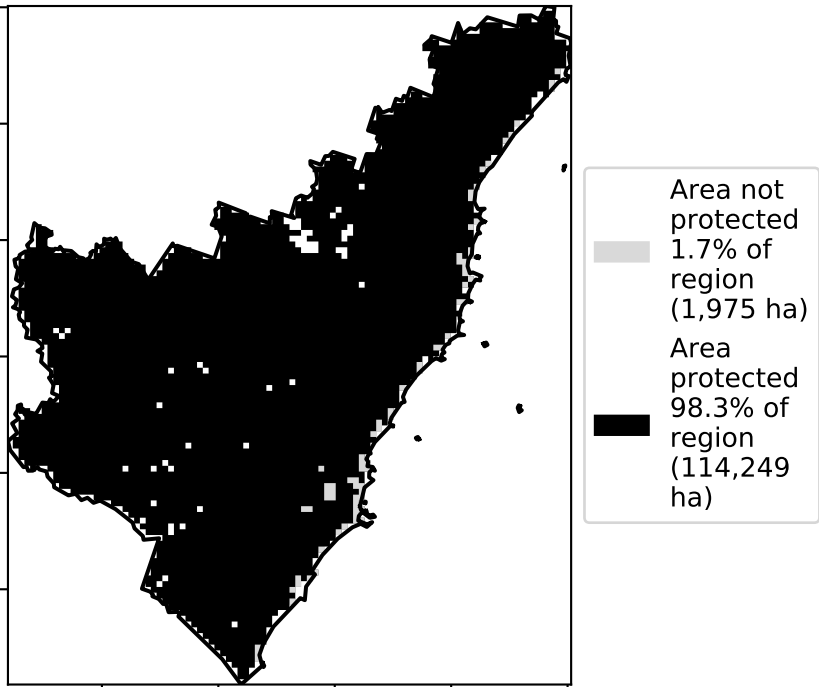 Area not
protected
1.7% of
region
(1,975 ha)
Area
protected
98.3% of
region
(114,249
ha)